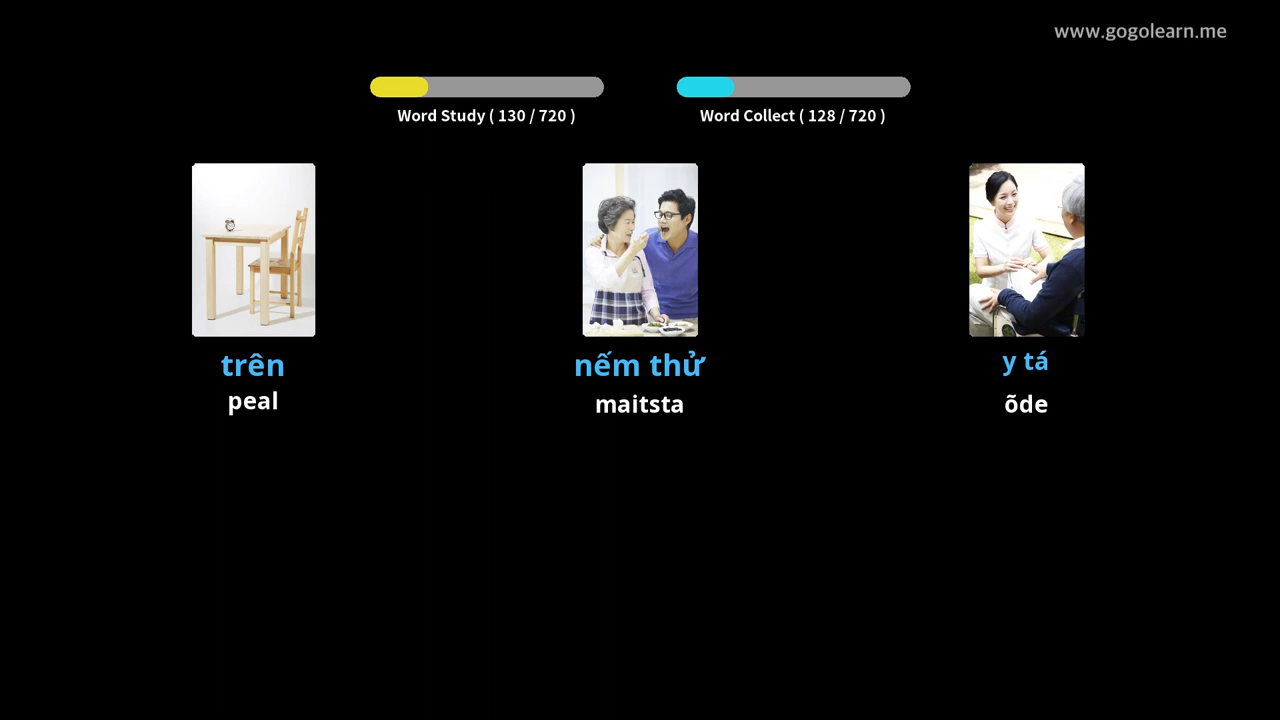 www.gogolearn.me
Word Study ( 130 / 720 )
Word Collect ( 128 / 720 )
trên
peal
nếm thử
maitsta
y tá
õde